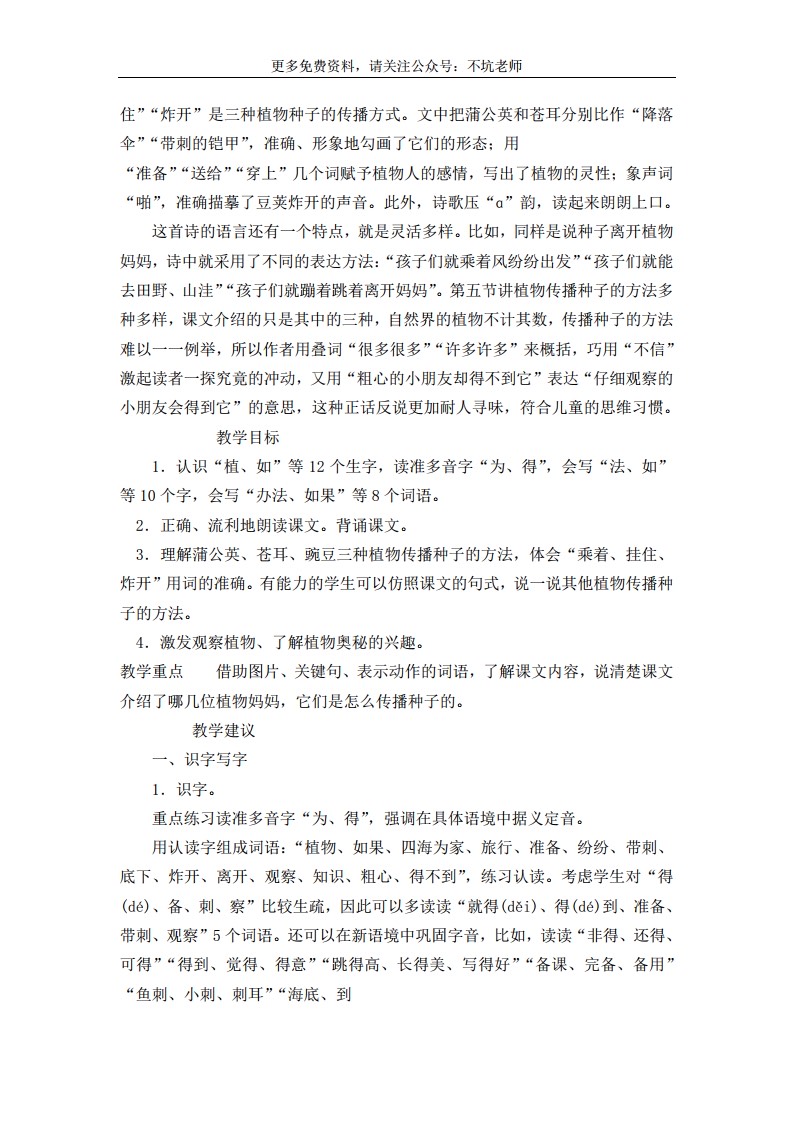 更多免费资料，请关注公众号：不坑老师
住”“炸开”是三种植物种子的传播方式。文中把蒲公英和苍耳分别比作“降落
伞”“带刺的铠甲”，准确、形象地勾画了它们的形态；用
“准备”“送给”“穿上”几个词赋予植物人的感情，写出了植物的灵性；象声词
“啪”，准确描摹了豆荚炸开的声音。此外，诗歌压“ɑ”韵，读起来朗朗上口。
这首诗的语言还有一个特点，就是灵活多样。比如，同样是说种子离开植物
妈妈，诗中就采用了不同的表达方法：“孩子们就乘着风纷纷出发”“孩子们就能
去田野、山洼”“孩子们就蹦着跳着离开妈妈”。第五节讲植物传播种子的方法多
种多样，课文介绍的只是其中的三种，自然界的植物不计其数，传播种子的方法
难以一一例举，所以作者用叠词“很多很多”“许多许多”来概括，巧用“不信”
激起读者一探究竟的冲动，又用“粗心的小朋友却得不到它”表达“仔细观察的
小朋友会得到它”的意思，这种正话反说更加耐人寻味，符合儿童的思维习惯。
教学目标
1．认识“植、如”等 12 个生字，读准多音字“为、得”，会写“法、如”
等 10 个字，会写“办法、如果”等 8 个词语。
2．正确、流利地朗读课文。背诵课文。
3．理解蒲公英、苍耳、豌豆三种植物传播种子的方法，体会“乘着、挂住、
炸开”用词的准确。有能力的学生可以仿照课文的句式，说一说其他植物传播种
子的方法。
4．激发观察植物、了解植物奥秘的兴趣。
教学重点 借助图片、关键句、表示动作的词语，了解课文内容，说清楚课文
介绍了哪几位植物妈妈，它们是怎么传播种子的。
教学建议
一、识字写字
1．识字。
重点练习读准多音字“为、得”，强调在具体语境中据义定音。
用认读字组成词语：“植物、如果、四海为家、旅行、准备、纷纷、带刺、
底下、炸开、离开、观察、知识、粗心、得不到”，练习认读。考虑学生对“得
(dé)、备、刺、察”比较生疏，因此可以多读读“就得(děi)、得(dé)到、准备、
带刺、观察”5 个词语。还可以在新语境中巩固字音，比如，读读“非得、还得、
可得”“得到、觉得、得意”“跳得高、长得美、写得好”“备课、完备、备用”
“鱼刺、小刺、刺耳”“海底、到